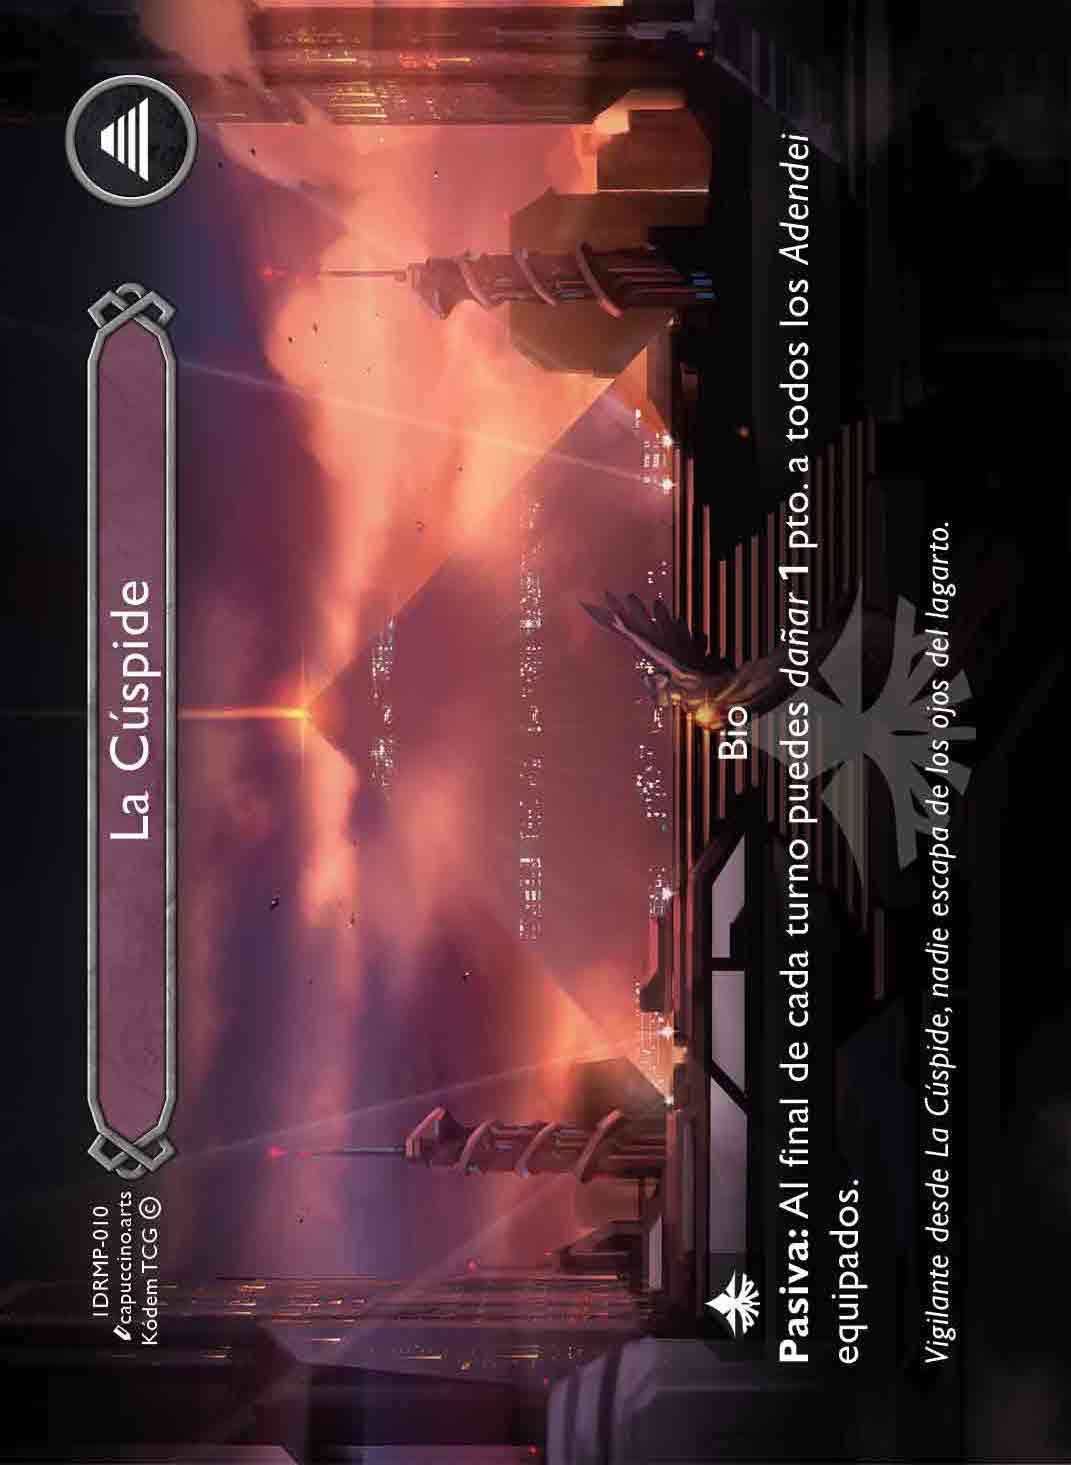 IDRMP-010
capuccino.arts
Kódem TCG ©
La Cúspide
Bio
Pasiva: Al final de cada turno puedes dañar 1 pto. a todos los Adendei
equipados.
Vigilante desde La Cúspide, nadie escapa de los ojos del lagarto.